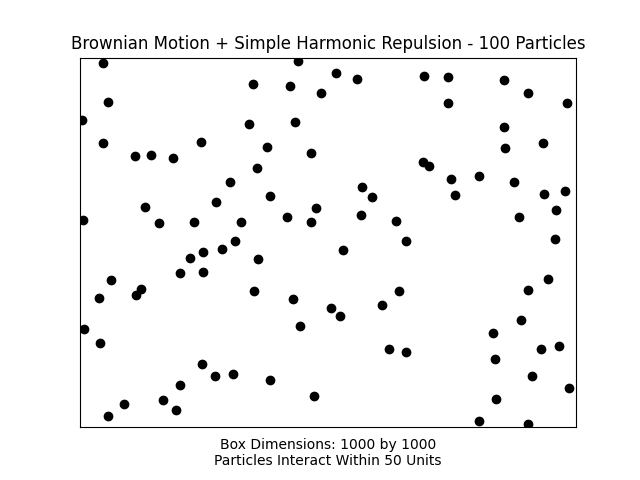 Brownian Motion + Simple Harmonic Repulsion - 100 Particles
Box Dimensions: 1000 by 1000
Particles Interact Within 50 Units